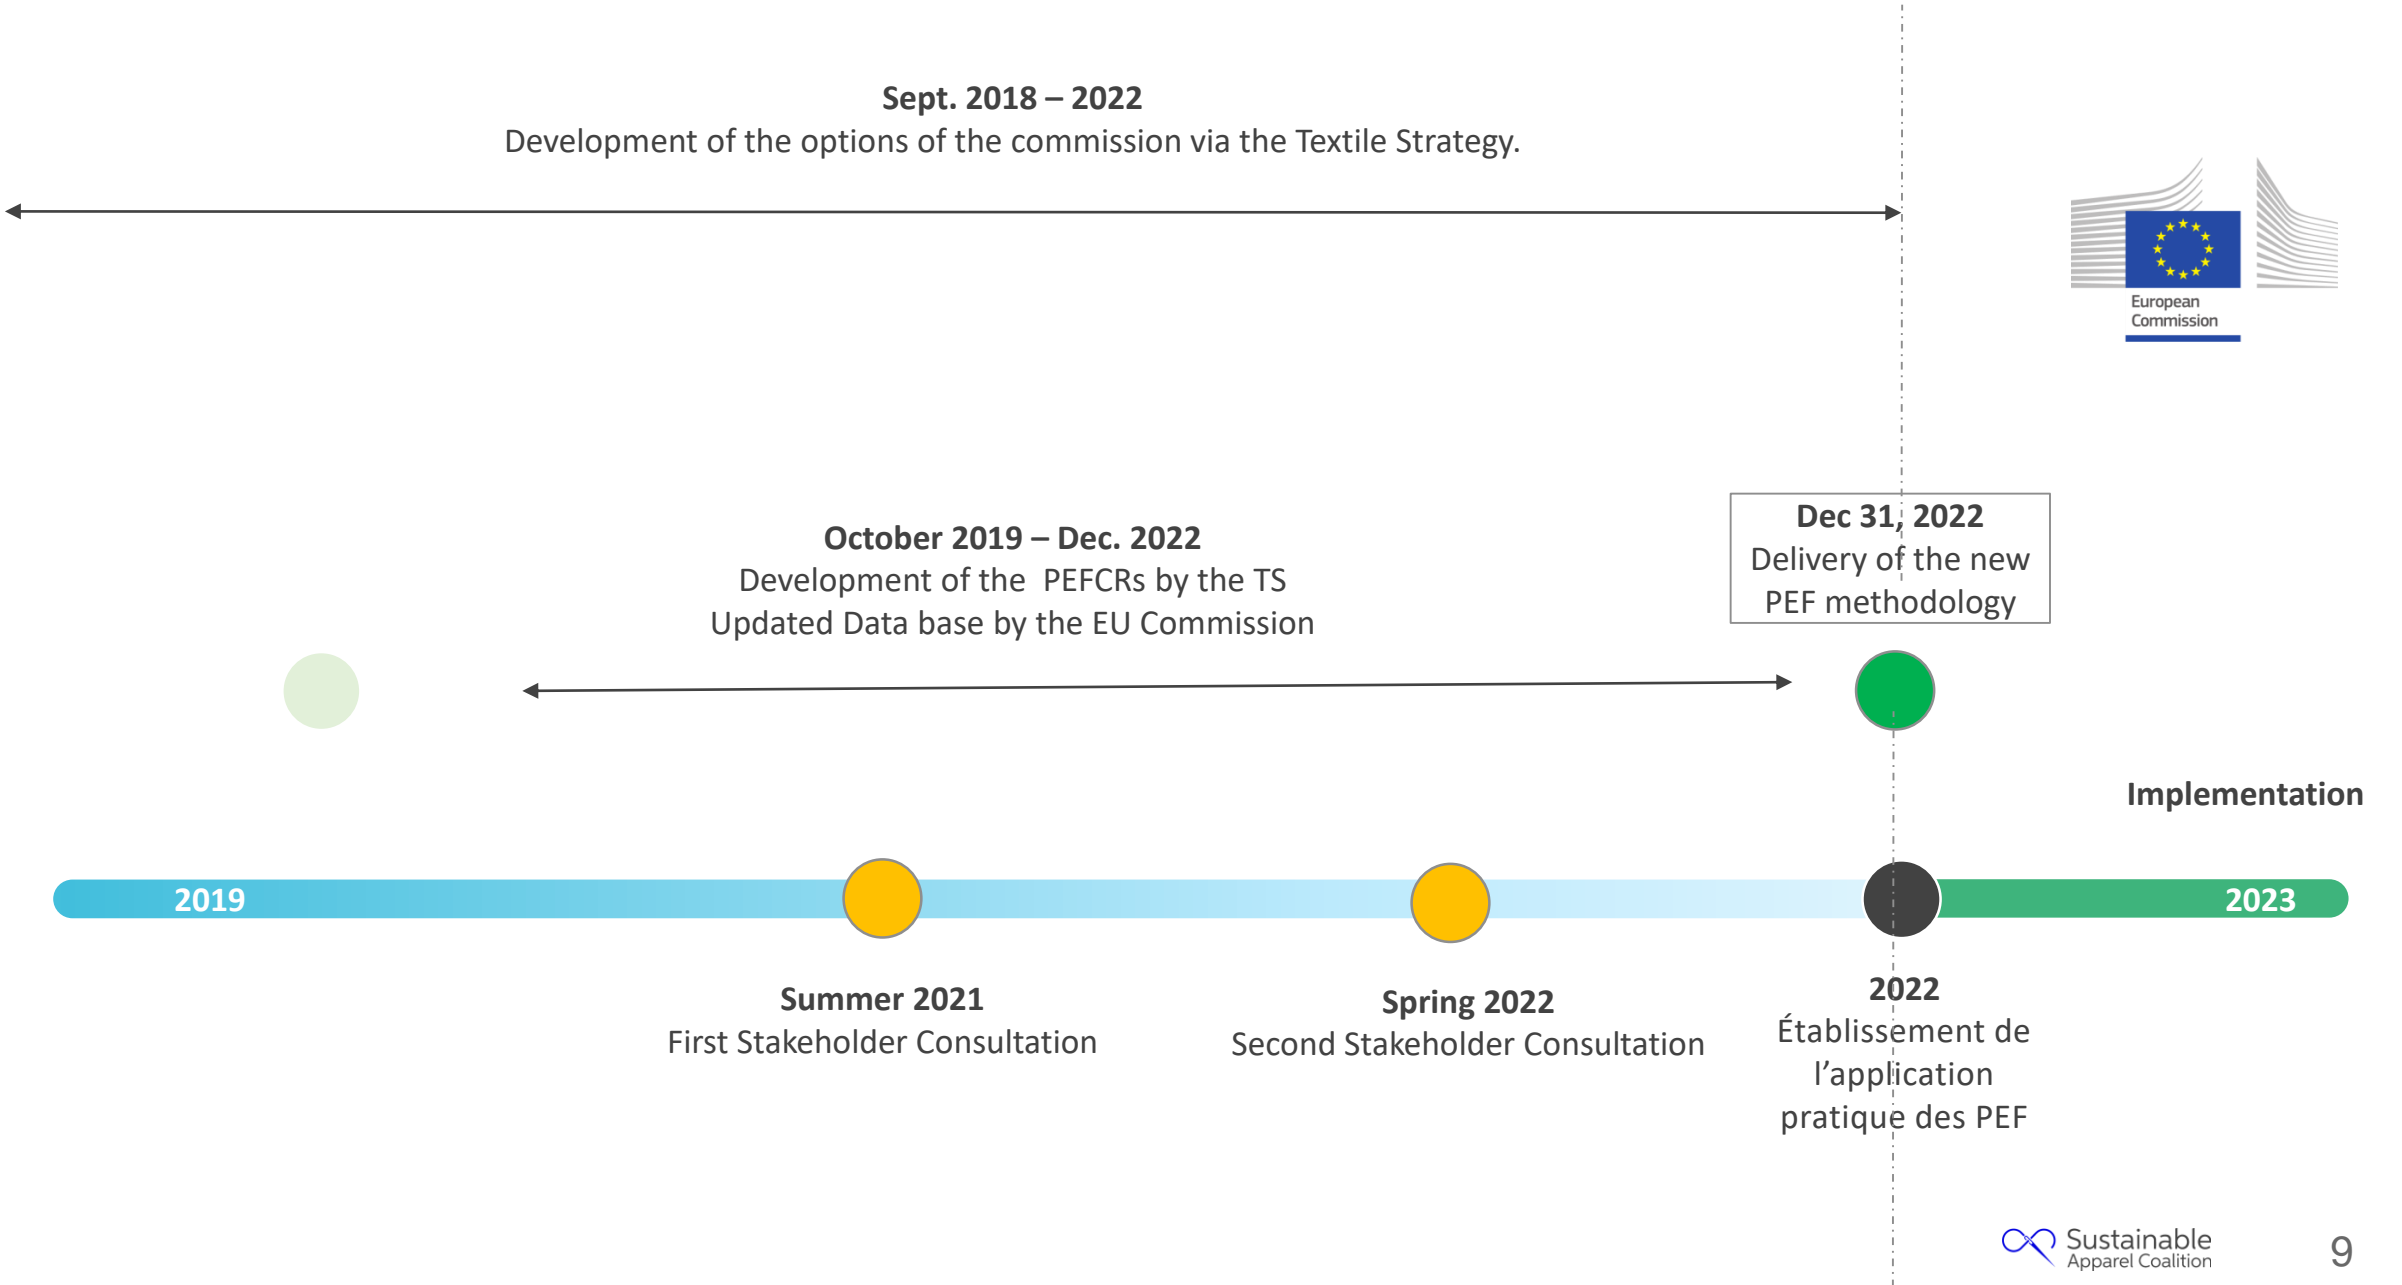 Sept. 2018 – 2022
Development of the options of the commission via the Textile Strategy.
European
Commission
October 2019 – Dec. 2022
Development of the  PEFCRs by the TS
Updated Data base by the EU Commission
Dec 31, 2022
Delivery of the new
PEF methodology
Implementation
2019
2023
Summer 2021
First Stakeholder Consultation
Spring 2022
Second Stakeholder Consultation
2022
Établissement de
l’application
pratique des PEF
Sustainable
Apparel Coalition
9